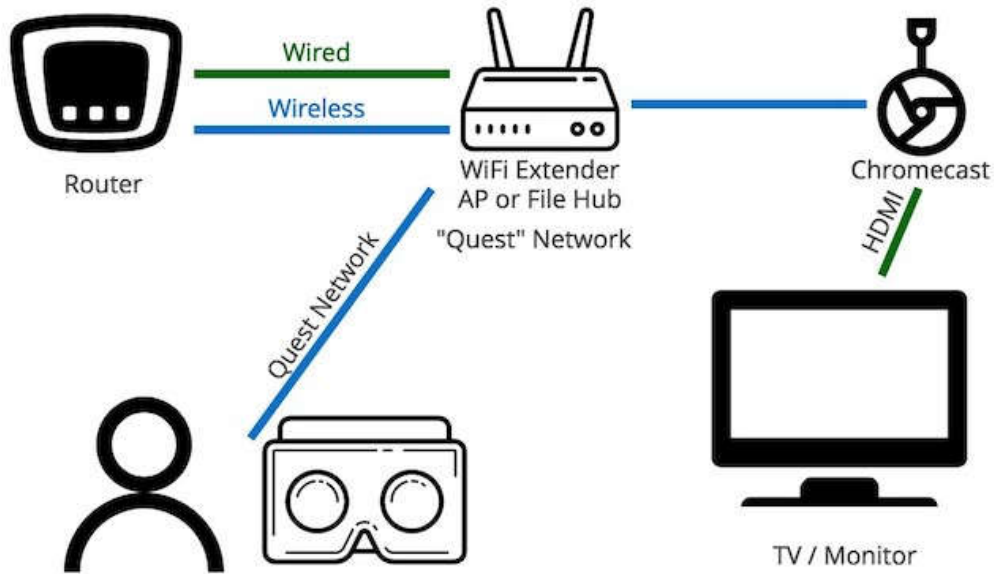 Wired
Wireless
Router
WiFi Extender
AP or File Hub
"Quest" Network
Chromecast
HDMI
Quest Network
TV / Monitor